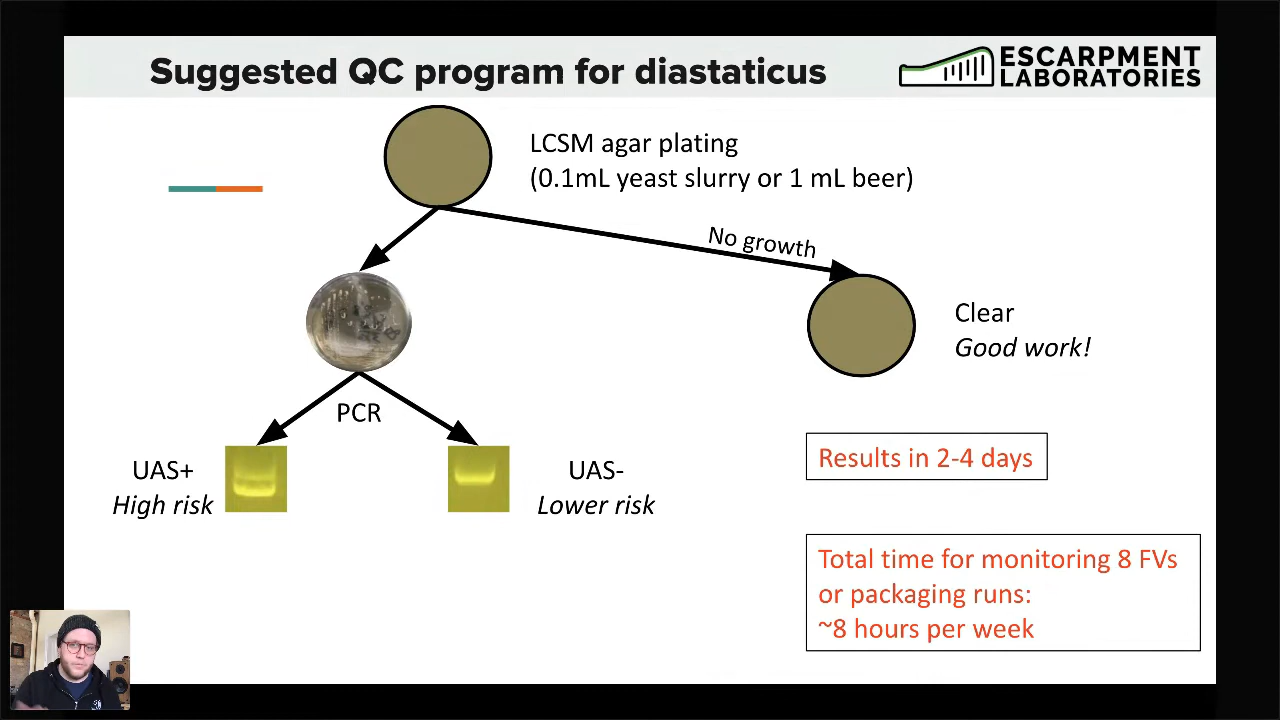 Suggested QC program for diastaticus
ESCARPMENT
LABORATORIES
LCSM agar plating
(0.1mL yeast slurry or 1 mL beer)
No growth
Clear
Good work!
PCR
UAS+
High risk
UAS-
Lower risk
Results in 2-4 days
Total time for monitoring 8 FVs
or packaging runs:
~8 hours per week